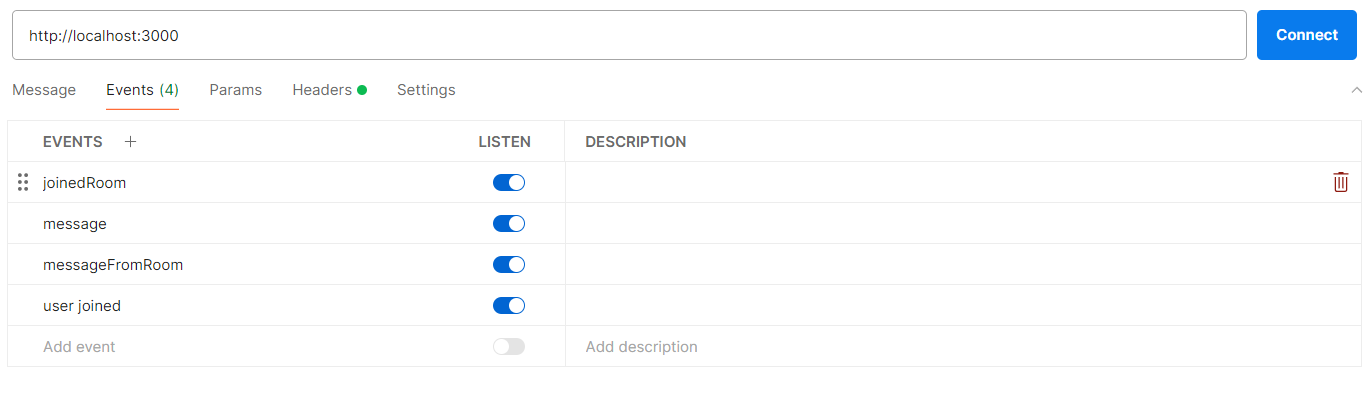 http://localhost:3000
Connect
Message Events (4) Params Headers Settings
EVENTS + LISTEN DESCRIPTION
joinedRoom
message
messageFromRoom
user joined
Add event Add description